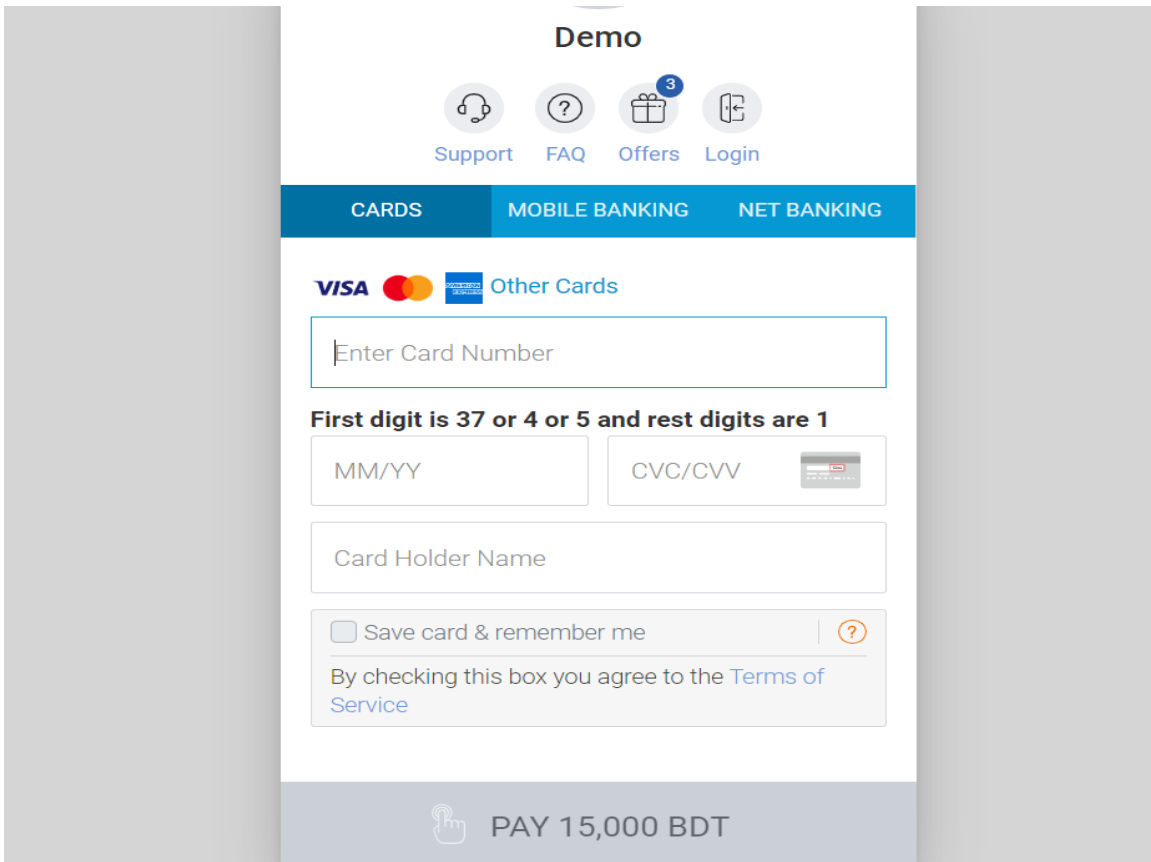 Demo
3
Support FAQ Offers Login
CARDS MOBILE BANKING NET BANKING
VISA Other Cards
Enter Card Number
First digit is 37 or 4 or 5 and rest digits are 1
MM/YY CVC/CVV
Card Holder Name
Save card & remember me ?
By checking this box you agree to the Terms of
Service
PAY 15,000 BDT